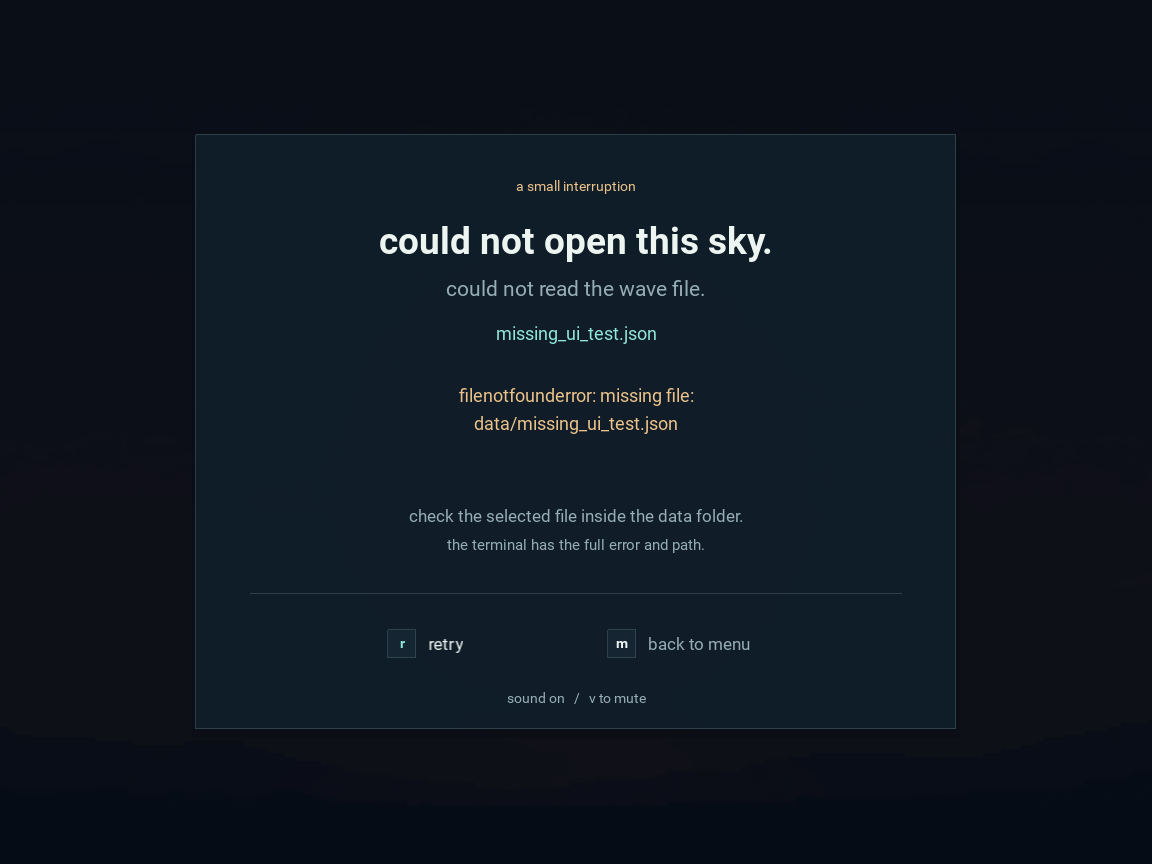 a small interruption
could not open this sky.
could not read the wave file.
missing_ui_test.json
filenotfounderror: missing file:
data/missing_ui_test.json
check the selected file inside the data folder.
the terminal has the full error and path.
r retry m back to menu
sound on / v to mute